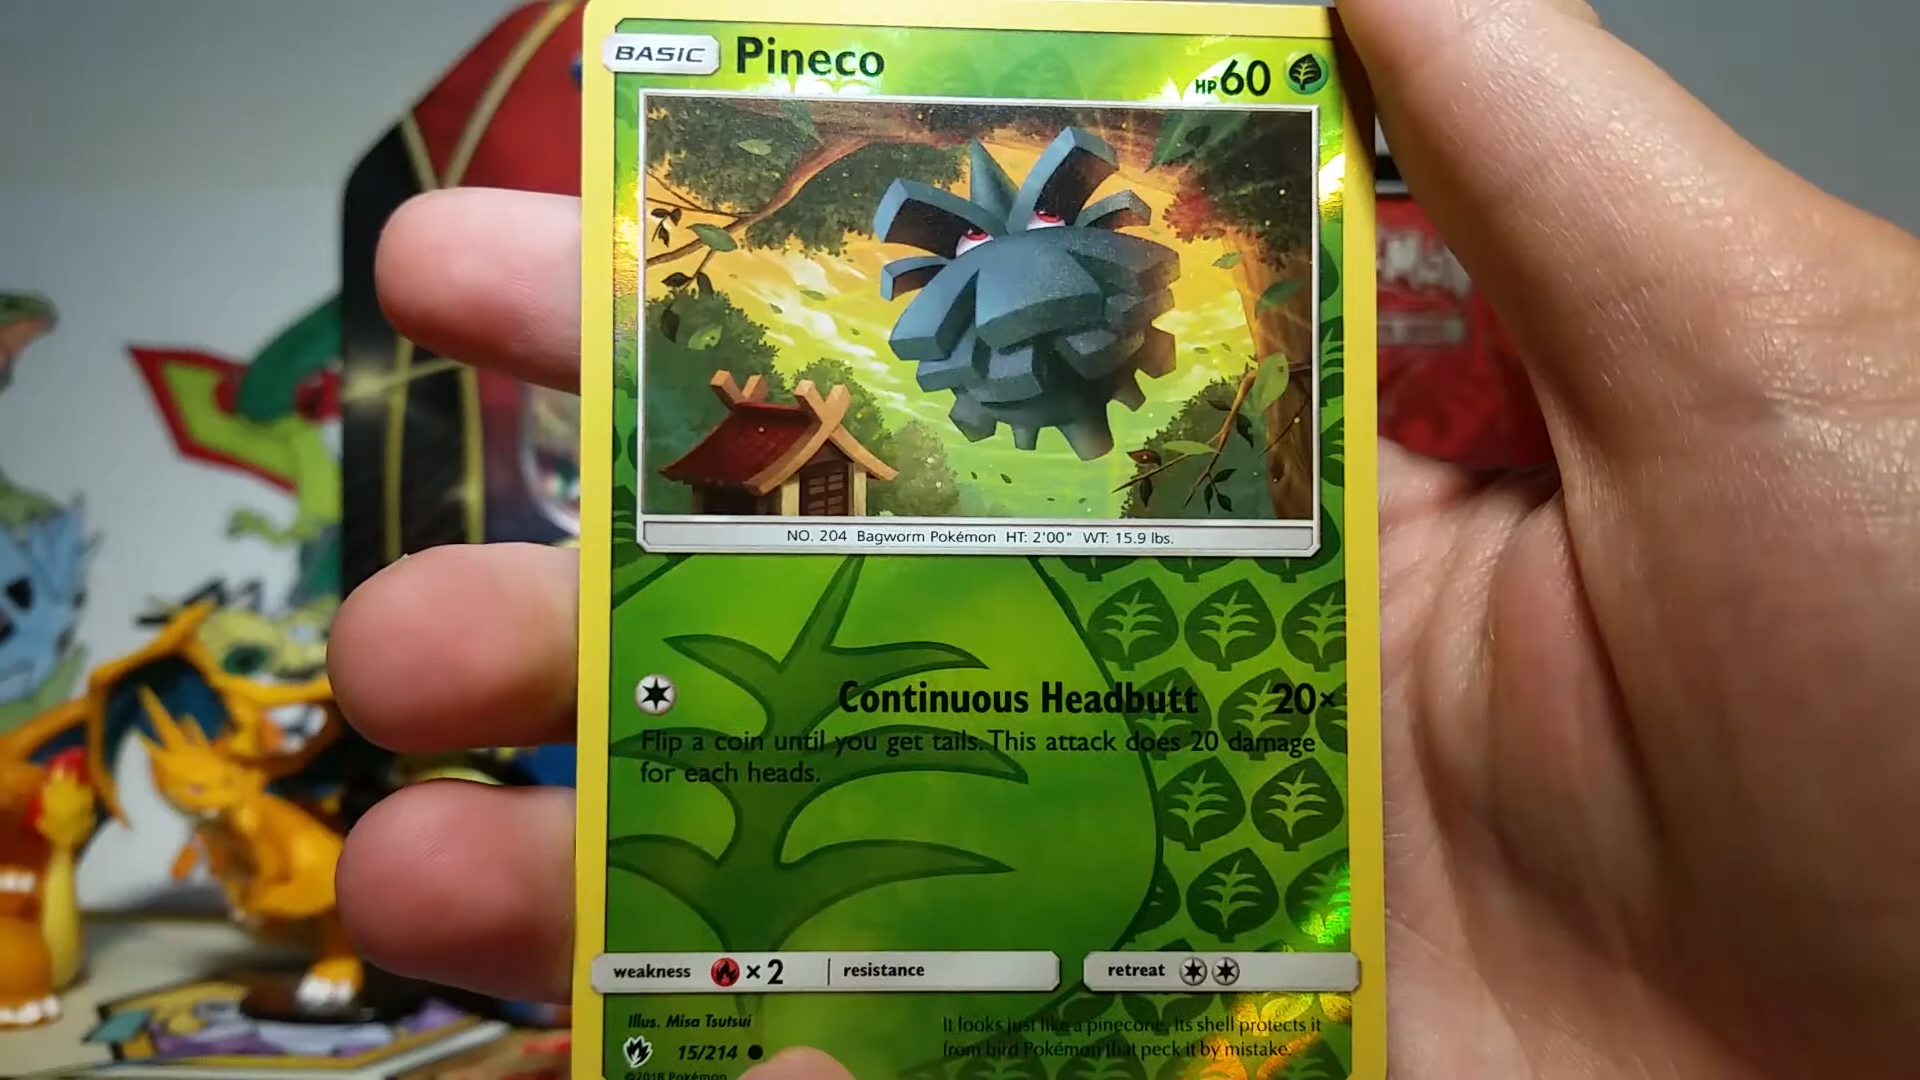 BASIC Pineco HP60
NO. 204 Bagworm Pokémon HT: 2'00" WT: 15.9 lbs.
Continuous Headbutt 20×
Flip a coin until you get tails. This attack does 20 damage
for each heads.
weakness ×2 resistance retreat
Illus. Misa Tsutsui
15/214
It looks just like a pinecone. Its shell protects it
from bird Pokémon that peck it by mistake.
©2018 Pokémon